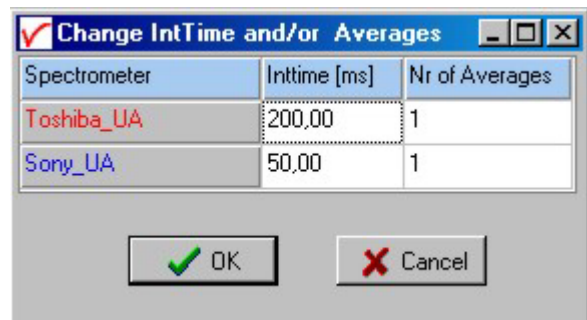 Change IntTime and/or  Averages
Spectrometer Inttime [ms] Nr of Averages
Toshiba_UA 200,00 1
Sony_UA 50,00 1
OK Cancel